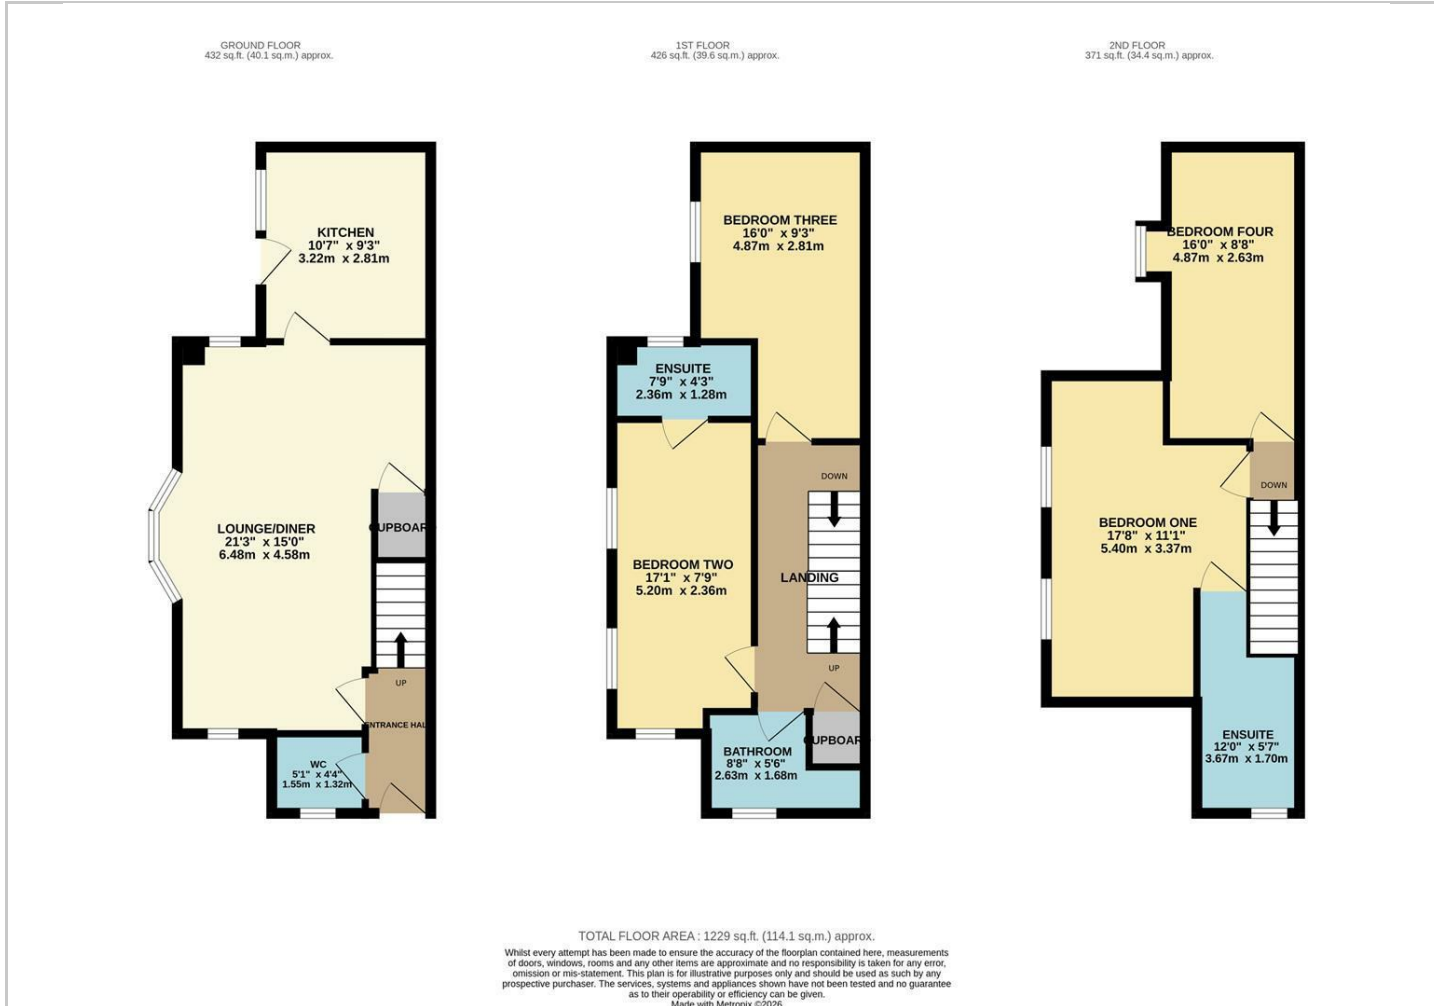 GROUND FLOOR
432 sq.ft. (40.1 sq.m.) approx.
1ST FLOOR
426 sq.ft. (39.6 sq.m.) approx.
2ND FLOOR
371 sq.ft. (34.4 sq.m.) approx.
KITCHEN
10'7" x 9'3"
3.22m x 2.81m
LOUNGE/DINER
21'3" x 15'0"
6.48m x 4.58m
CUPBOARD
UP
ENTRANCE HALL
WC
5'1" x 4'4"
1.55m x 1.32m
BEDROOM THREE
16'0" x 9'3"
4.87m x 2.81m
ENSUITE
7'9" x 4'3"
2.36m x 1.28m
DOWN
BEDROOM TWO
17'1" x 7'9"
5.20m x 2.36m
LANDING
UP
BATHROOM
8'8" x 5'6"
2.63m x 1.68m
CUPBOARD
BEDROOM FOUR
16'0" x 8'8"
4.87m x 2.63m
DOWN
BEDROOM ONE
17'8" x 11'1"
5.40m x 3.37m
ENSUITE
12'0" x 5'7"
3.67m x 1.70m
TOTAL FLOOR AREA : 1229 sq.ft. (114.1 sq.m.) approx.
Whilst every attempt has been made to ensure the accuracy of the floorplan contained here, measurements
of doors, windows, rooms and any other items are approximate and no responsibility is taken for any error,
omission or mis-statement. This plan is for illustrative purposes only and should be used as such by any
prospective purchaser. The services, systems and appliances shown have not been tested and no guarantee
as to their operability or efficiency can be given.
Made with Metropix ©2026